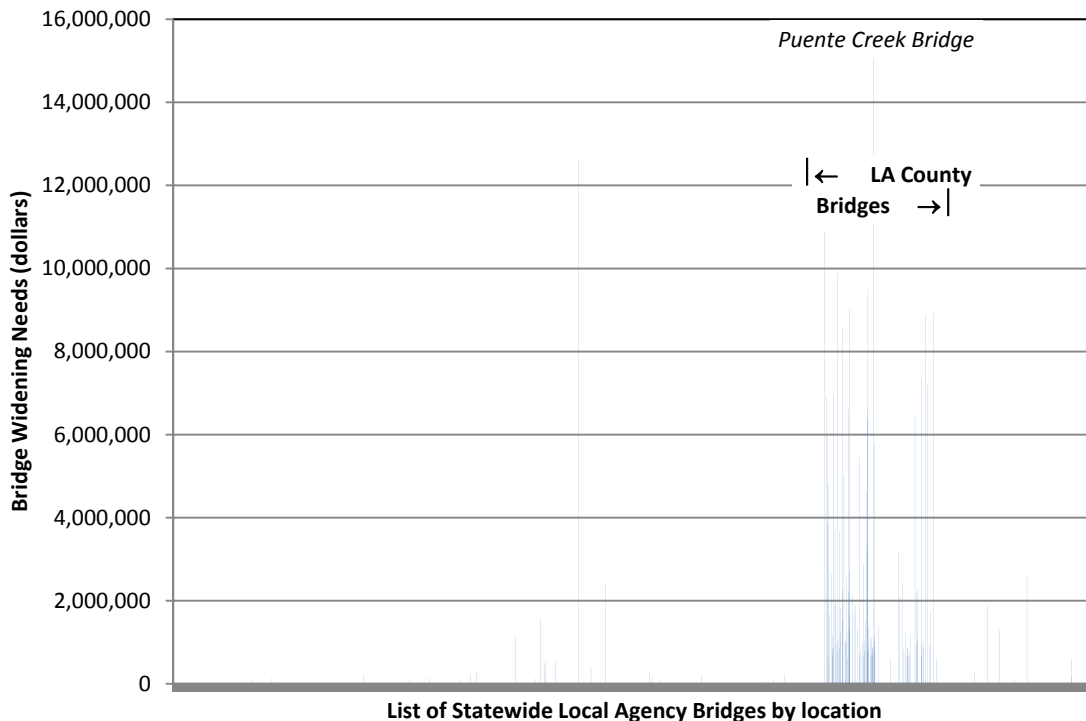 16,000,000
Puente Creek Bridge
14,000,000
12,000,000
|← LA County
Bridges →|
10,000,000
8,000,000
6,000,000
4,000,000
2,000,000
0
Bridge Widening Needs (dollars)
List of Statewide Local Agency Bridges by location